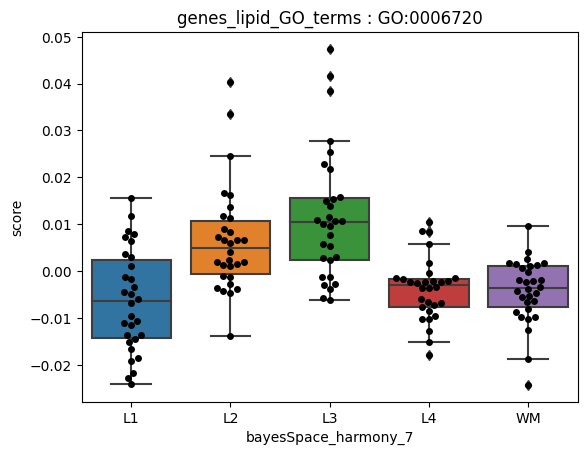 genes_lipid_GO_terms : GO:0006720
0.05
0.04
0.03
0.02
0.01
0.00
−0.01
−0.02
score
L1 L2 L3 L4 WM
bayesSpace_harmony_7